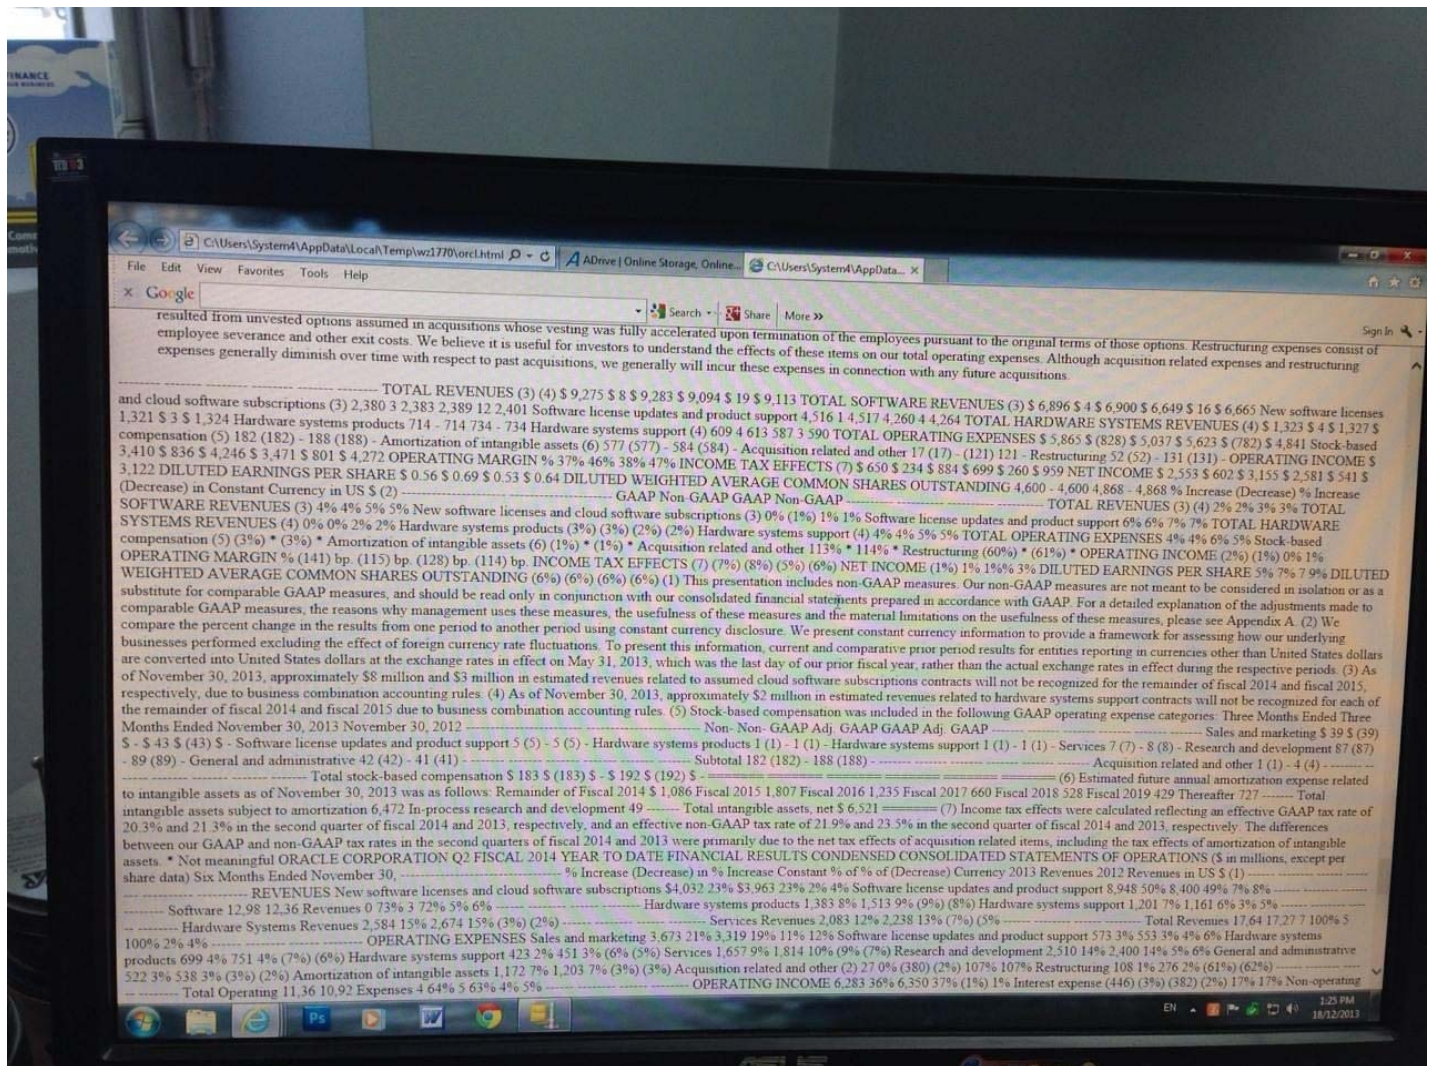 FINANCE
C:\Users\System4\AppData\Local\Temp\wz1770\orcl.html
ADrive | Online Storage, Online...
C:\Users\System4\AppData...
File Edit View Favorites Tools Help
x Google
Search
Share
More »
Sign In
resulted from unvested options assumed in acquisitions whose vesting was fully accelerated upon termination of the employees pursuant to the original terms of those options. Restructuring expenses consist of
employee severance and other exit costs. We believe it is useful for investors to understand the effects of these items on our total operating expenses. Although acquisition related expenses and restructuring
expenses generally diminish over time with respect to past acquisitions, we generally will incur these expenses in connection with any future acquisitions.
-------- -------- -------- -------- -------- -------- TOTAL REVENUES (3) (4) $ 9,275 $ 8 $ 9,283 $ 9,094 $ 19 $ 9,113 TOTAL SOFTWARE REVENUES (3) $ 6,896 $ 4 $ 6,900 $ 6,649 $ 16 $ 6,665 New software licenses
and cloud software subscriptions (3) 2,380 3 2,383 2,389 12 2,401 Software license updates and product support 4,516 1 4,517 4,260 4 4,264 TOTAL HARDWARE SYSTEMS REVENUES (4) $ 1,323 $ 4 $ 1,327 $
1,321 $ 3 $ 1,324 Hardware systems products 714 - 714 734 - 734 Hardware systems support (4) 609 4 613 587 3 590 TOTAL OPERATING EXPENSES $ 5,865 $ (828) $ 5,037 $ 5,623 $ (782) $ 4,841 Stock-based
compensation (5) 182 (182) - 188 (188) - Amortization of intangible assets (6) 577 (577) - 584 (584) - Acquisition related and other 17 (17) - (121) 121 - Restructuring 52 (52) - 131 (131) - OPERATING INCOME $
3,410 $ 836 $ 4,246 $ 3,471 $ 801 $ 4,272 OPERATING MARGIN % 37% 46% 38% 47% INCOME TAX EFFECTS (7) $ 650 $ 234 $ 884 $ 699 $ 260 $ 959 NET INCOME $ 2,553 $ 602 $ 3,155 $ 2,581 $ 541 $
3,122 DILUTED EARNINGS PER SHARE $ 0.56 $ 0.69 $ 0.53 $ 0.64 DILUTED WEIGHTED AVERAGE COMMON SHARES OUTSTANDING 4,600 - 4,600 4,868 - 4,868 % Increase (Decrease) % Increase
(Decrease) in Constant Currency in US $ (2) -------- GAAP Non-GAAP GAAP Non-GAAP -------- TOTAL REVENUES (3) (4) 2% 2% 3% 3% TOTAL
SOFTWARE REVENUES (3) 4% 4% 5% 5% New software licenses and cloud software subscriptions (3) 0% (1%) 1% 1% Software license updates and product support 6% 6% 7% 7% TOTAL HARDWARE
SYSTEMS REVENUES (4) 0% 0% 2% 2% Hardware systems products (3%) (3%) (2%) (2%) Hardware systems support (4) 4% 4% 5% 5% TOTAL OPERATING EXPENSES 4% 4% 6% 5% Stock-based
compensation (5) (3%) * (3%) * Amortization of intangible assets (6) (1%) * (1%) * Acquisition related and other 113% * 114% * Restructuring (60%) * (61%) * OPERATING INCOME (2%) (1%) 0% 1%
OPERATING MARGIN % (141) bp. (115) bp. (128) bp. (114) bp. INCOME TAX EFFECTS (7) (7%) (8%) (5%) (6%) NET INCOME (1%) 1% 1%% 3% DILUTED EARNINGS PER SHARE 5% 7% 7 9% DILUTED
WEIGHTED AVERAGE COMMON SHARES OUTSTANDING (6%) (6%) (6%) (6%) (1) This presentation includes non-GAAP measures. Our non-GAAP measures are not meant to be considered in isolation or as a
substitute for comparable GAAP measures, and should be read only in conjunction with our consolidated financial statements prepared in accordance with GAAP. For a detailed explanation of the adjustments made to
comparable GAAP measures, the reasons why management uses these measures, the usefulness of these measures and the material limitations on the usefulness of these measures, please see Appendix A. (2) We
compare the percent change in the results from one period to another period using constant currency disclosure. We present constant currency information to provide a framework for assessing how our underlying
businesses performed excluding the effect of foreign currency rate fluctuations. To present this information, current and comparative prior period results for entities reporting in currencies other than United States dollars
are converted into United States dollars at the exchange rates in effect on May 31, 2013, which was the last day of our prior fiscal year, rather than the actual exchange rates in effect during the respective periods. (3) As
of November 30, 2013, approximately $8 million and $3 million in estimated revenues related to assumed cloud software subscriptions contracts will not be recognized for the remainder of fiscal 2014 and fiscal 2015,
respectively, due to business combination accounting rules. (4) As of November 30, 2013, approximately $2 million in estimated revenues related to hardware systems support contracts will not be recognized for each of
the remainder of fiscal 2014 and fiscal 2015 due to business combination accounting rules. (5) Stock-based compensation was included in the following GAAP operating expense categories: Three Months Ended Three
Months Ended November 30, 2013 November 30, 2012 -------- Non- Non- GAAP Adj. GAAP GAAP Adj. GAAP -------- Sales and marketing $ 39 $ (39)
$ - $ 43 $ (43) $ - Software license updates and product support 5 (5) - 5 (5) - Hardware systems products 1 (1) - 1 (1) - Hardware systems support 1 (1) - 1 (1) - Services 7 (7) - 8 (8) - Research and development 87 (87)
- 89 (89) - General and administrative 42 (42) - 41 (41) -------- Subtotal 182 (182) - 188 (188) -------- Acquisition related and other 1 (1) - 4 (4) --------
-------- Total stock-based compensation $ 183 $ (183) $ - $ 192 $ (192) $ - ======== (6) Estimated future annual amortization expense related
to intangible assets as of November 30, 2013 was as follows: Remainder of Fiscal 2014 $ 1,086 Fiscal 2015 1,807 Fiscal 2016 1,235 Fiscal 2017 660 Fiscal 2018 528 Fiscal 2019 429 Thereafter 727 -------- Total
intangible assets subject to amortization 6,472 In-process research and development 49 ------ Total intangible assets, net $ 6,521 ======== (7) Income tax effects were calculated reflecting an effective GAAP tax rate of
20.3% and 21.3% in the second quarter of fiscal 2014 and 2013, respectively, and an effective non-GAAP tax rate of 21.9% and 23.5% in the second quarter of fiscal 2014 and 2013, respectively. The differences
between our GAAP and non-GAAP tax rates in the second quarters of fiscal 2014 and 2013 were primarily due to the net tax effects of acquisition related items, including the tax effects of amortization of intangible
assets. * Not meaningful ORACLE CORPORATION Q2 FISCAL 2014 YEAR TO DATE FINANCIAL RESULTS CONDENSED CONSOLIDATED STATEMENTS OF OPERATIONS ($ in millions, except per
share data) Six Months Ended November 30, -------- % Increase (Decrease) in % Increase Constant % of % of (Decrease) Currency 2013 Revenues 2012 Revenues in US $ (1) --------
-------- REVENUES New software licenses and cloud software subscriptions $4,032 23% $3,963 23% 2% 4% Software license updates and product support 8,948 50% 8,400 49% 7% 8% --------
-------- Software 12,98 12,36 Revenues 0 73% 3 72% 5% 6% -------- Hardware systems products 1,383 8% 1,513 9% (9%) (8%) Hardware systems support 1,201 7% 1,161 6% 3% 5% --------
-------- Hardware Systems Revenues 2,584 15% 2,674 15% (3%) (2%) -------- Services Revenues 2,083 12% 2,238 13% (7%) (5% -------- Total Revenues 17,64 17,27 7 100% 5
100% 2% 4% -------- OPERATING EXPENSES Sales and marketing 3,673 21% 3,319 19% 11% 12% Software license updates and product support 573 3% 553 3% 4% 6% Hardware systems
products 699 4% 751 4% (7%) (6%) Hardware systems support 423 2% 451 3% (6% (5%) Services 1,657 9% 1,814 10% (9% (7%) Research and development 2,510 14% 2,400 14% 5% 6% General and administrative
522 3% 538 3% (3%) (2%) Amortization of intangible assets 1,172 7% 1,203 7% (3%) (3%) Acquisition related and other (2) 27 0% (380) (2%) 107% 107% Restructuring 108 1% 276 2% (61%) (62%) --------
-------- Total Operating 11,36 10,92 Expenses 4 64% 5 63% 4% 5% -------- OPERATING INCOME 6,283 36% 6,350 37% (1%) 1% Interest expense (446) (3%) (382) (2%) 17% 17% Non-operating
Ps
EN
1:25 PM
18/12/2013